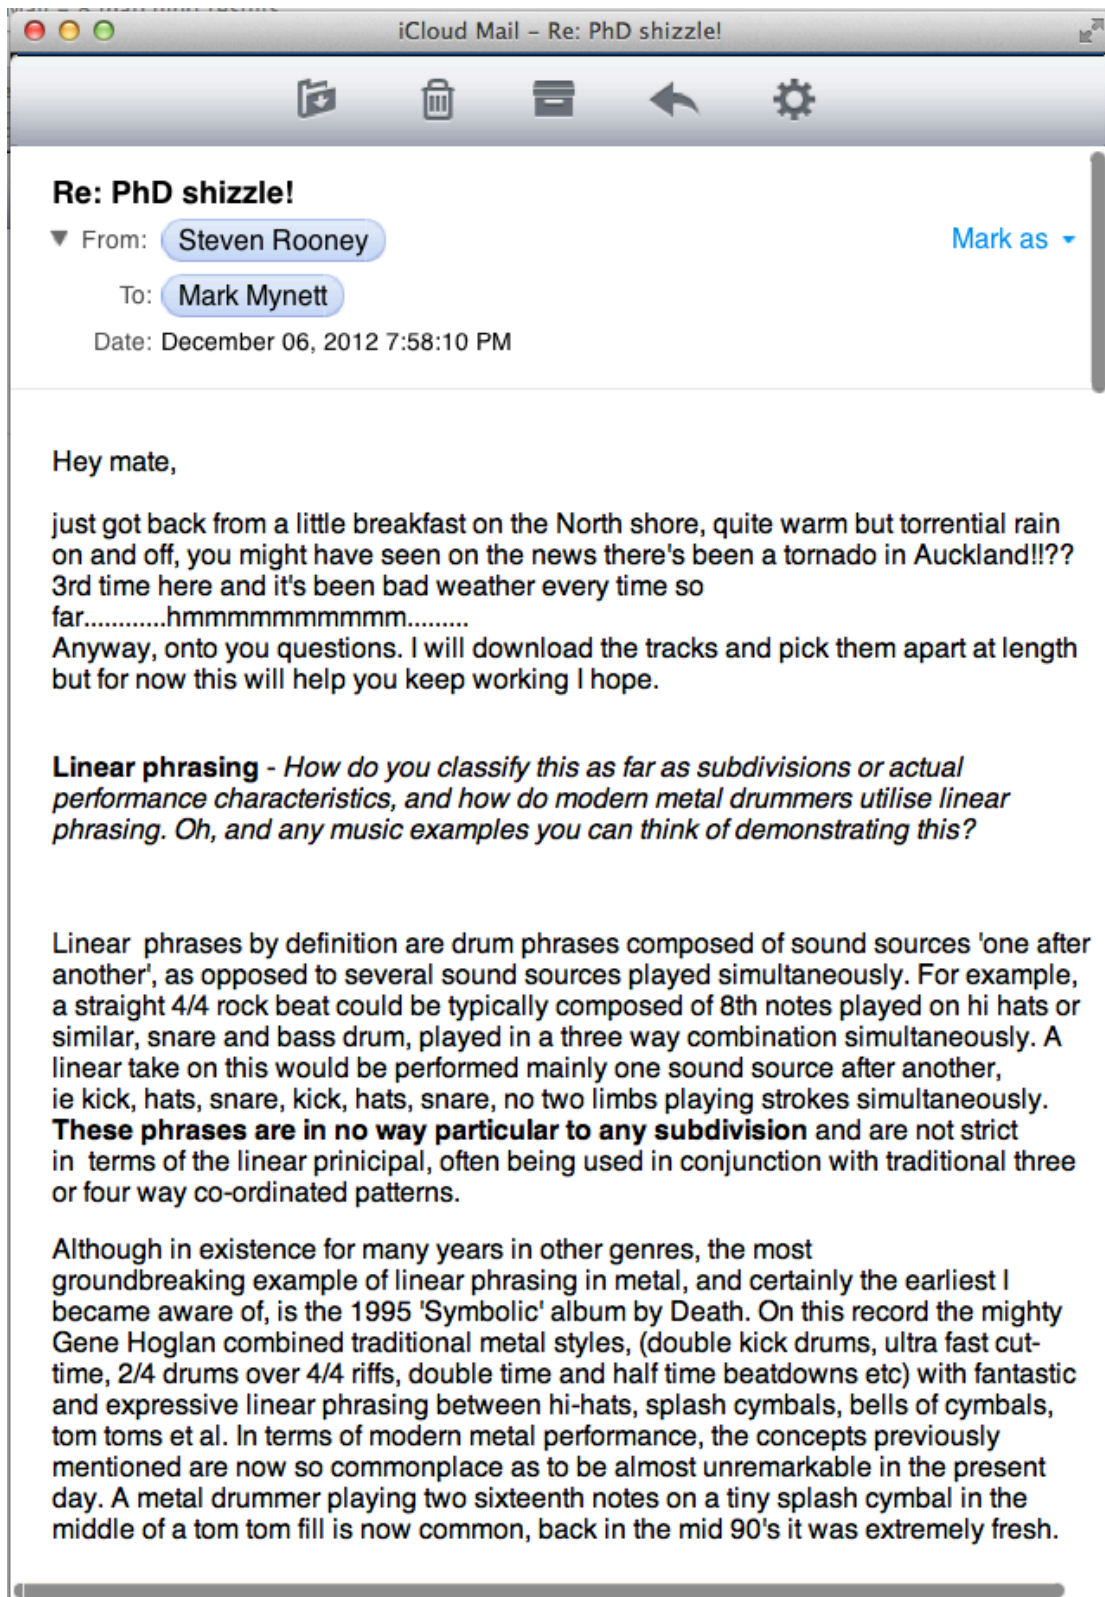 iCloud Mail – Re: PhD shizzle!
Re: PhD shizzle!
From: Steven Rooney
Mark as
To: Mark Mynett
Date: December 06, 2012 7:58:10 PM
Hey mate,
just got back from a little breakfast on the North shore, quite warm but torrential rain
on and off, you might have seen on the news there's been a tornado in Auckland!!??
3rd time here and it's been bad weather every time so
far............hmmmmmmmmmmm.........
Anyway, onto you questions. I will download the tracks and pick them apart at length
but for now this will help you keep working I hope.
Linear phrasing - How do you classify this as far as subdivisions or actual
performance characteristics, and how do modern metal drummers utilise linear
phrasing. Oh, and any music examples you can think of demonstrating this?
Linear  phrases by definition are drum phrases composed of sound sources 'one after
another', as opposed to several sound sources played simultaneously. For example,
a straight 4/4 rock beat could be typically composed of 8th notes played on hi hats or
similar, snare and bass drum, played in a three way combination simultaneously. A
linear take on this would be performed mainly one sound source after another,
ie kick, hats, snare, kick, hats, snare, no two limbs playing strokes simultaneously.
These phrases are in no way particular to any subdivision and are not strict
in  terms of the linear prinicipal, often being used in conjunction with traditional three
or four way co-ordinated patterns.
Although in existence for many years in other genres, the most
groundbreaking example of linear phrasing in metal, and certainly the earliest I
became aware of, is the 1995 'Symbolic' album by Death. On this record the mighty
Gene Hoglan combined traditional metal styles, (double kick drums, ultra fast cut-
time, 2/4 drums over 4/4 riffs, double time and half time beatdowns etc) with fantastic
and expressive linear phrasing between hi-hats, splash cymbals, bells of cymbals,
tom toms et al. In terms of modern metal performance, the concepts previously
mentioned are now so commonplace as to be almost unremarkable in the present
day. A metal drummer playing two sixteenth notes on a tiny splash cymbal in the
middle of a tom tom fill is now common, back in the mid 90's it was extremely fresh.